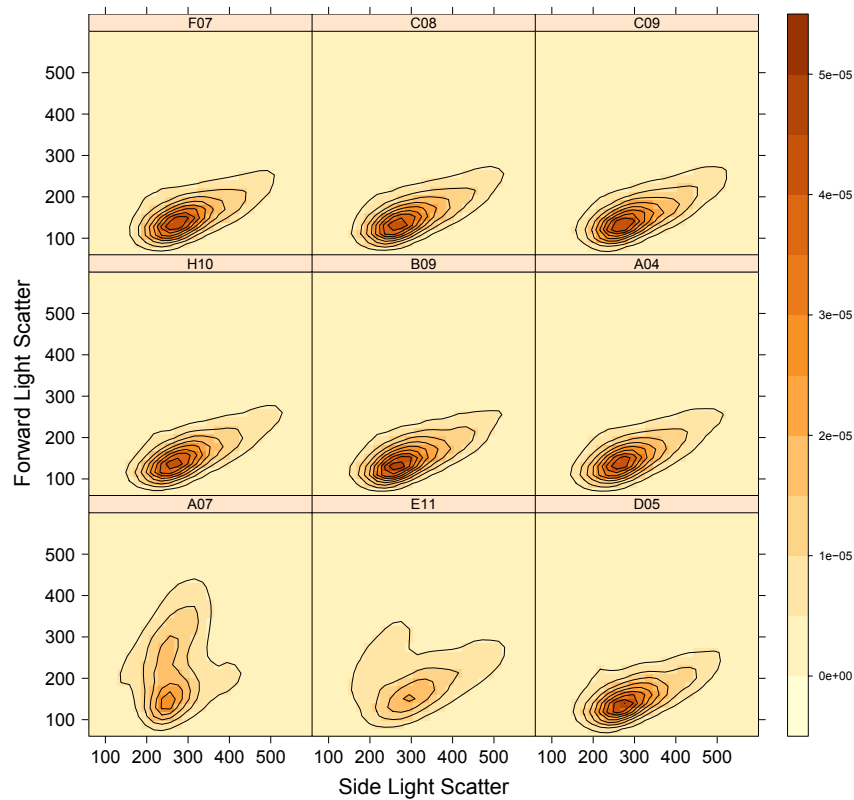 F07 C08 C09
500
400
300
200
100
5e-05
4e-05
3e-05
2e-05
1e-05
0e+00
H10 B09 A04
500
400
300
200
100
Forward Light Scatter
A07 E11 D05
500
400
300
200
100
100 200 300 400 500 100 200 300 400 500 100 200 300 400 500
Side Light Scatter